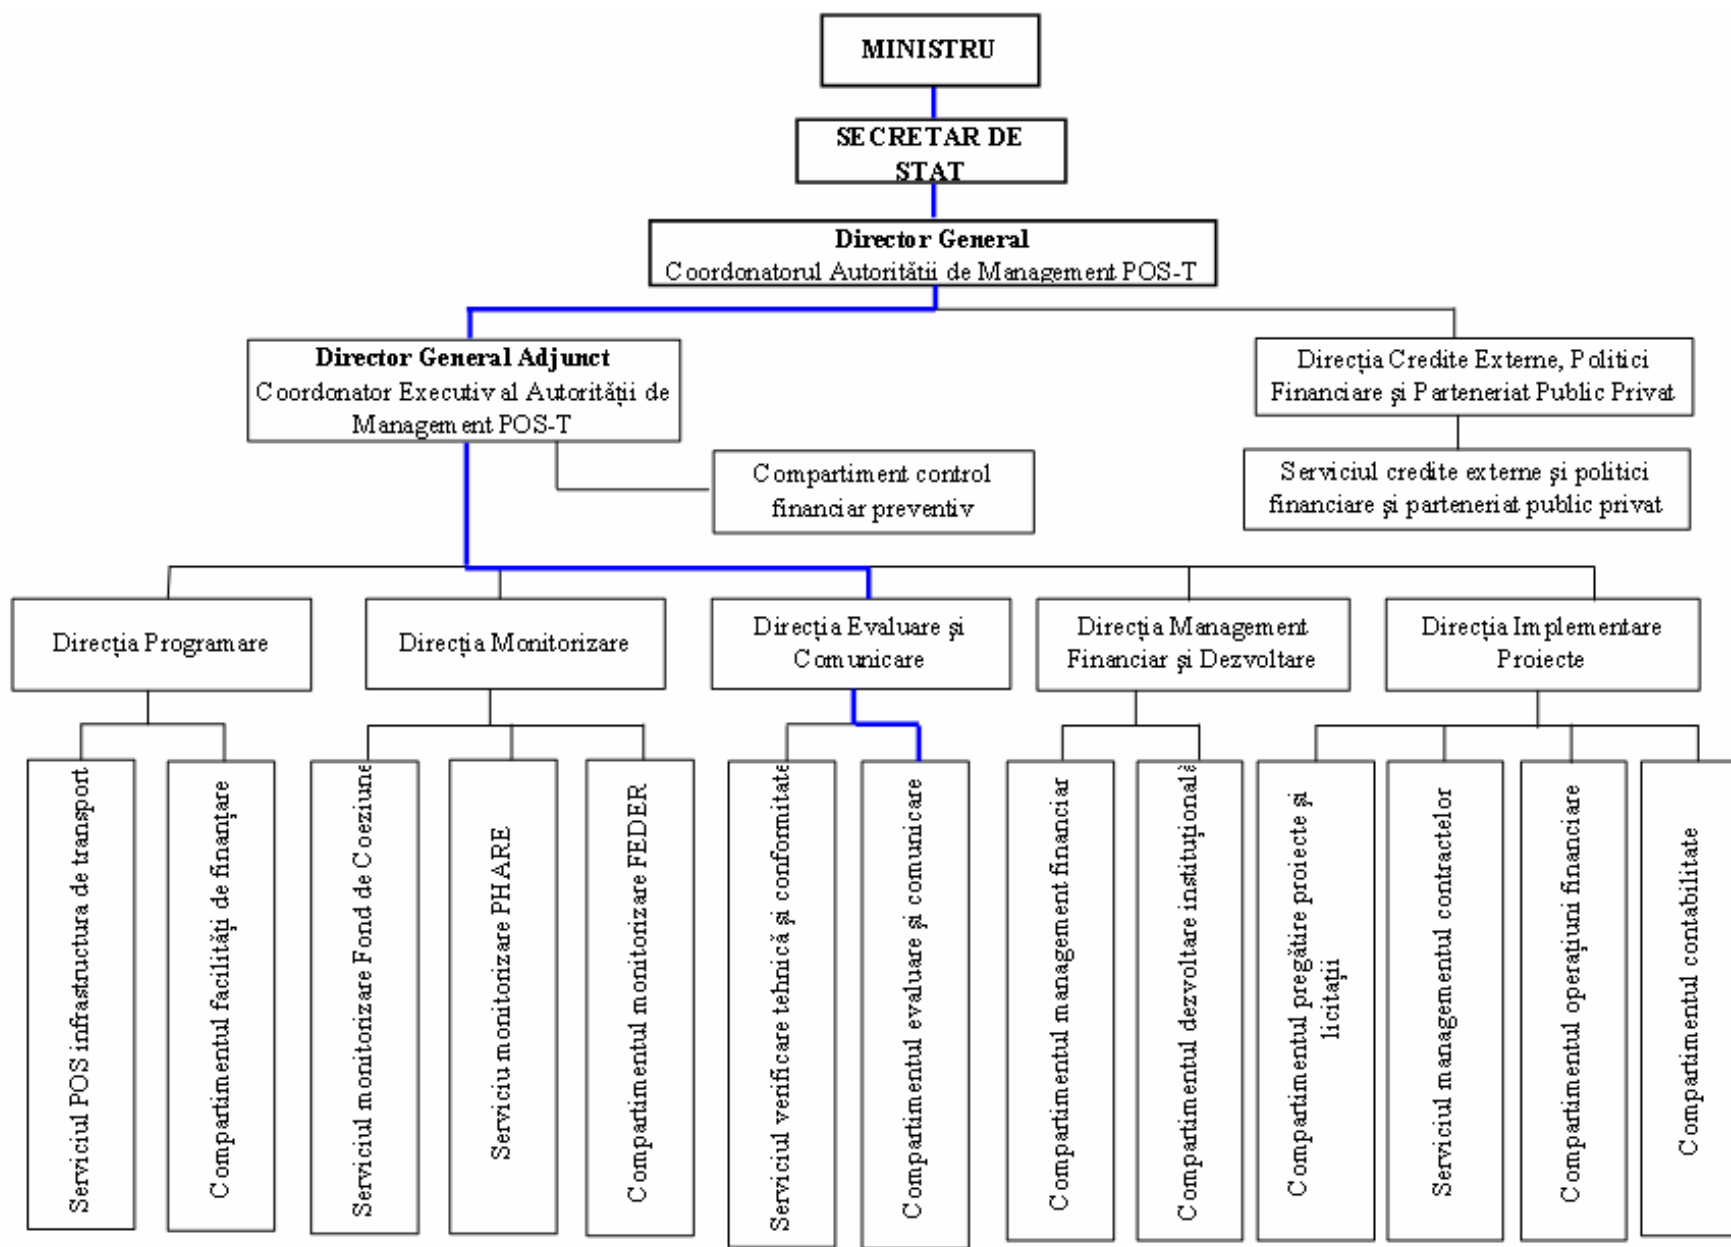 MINISTRU
SECRETAR DE
STAT
Director General
Coordonatorul Autorității de Management POS-T
Director General Adjunct
Coordonator Executiv al Autorității de
Management POS-T
Direcția Credite Externe, Politici
Financiare și Parteneriat Public Privat
Compartiment control
financiar preventiv
Serviciul credite externe și politici
financiare și parteneriat public privat
Direcția Programare
Direcția Monitorizare
Direcția Evaluare și
Comunicare
Direcția Management
Financiar și Dezvoltare
Direcția Implementare
Proiecte
Serviciul POS infrastructura de transport
Compartimentul facilități de finanțare
Serviciul monitorizare Fond de Coeziune
Serviciu monitorizare PHARE
Compartimentul monitorizare FEDER
Serviciul verificare tehnică și conformitate
Compartimentul evaluare și comunicare
Compartimentul management financiar
Compartimentul dezvoltare instituțională
Compartimentul pregătire proiecte și
licitații
Serviciul managementul contractelor
Compartimentul operațiuni financiare
Compartimentul contabilitate